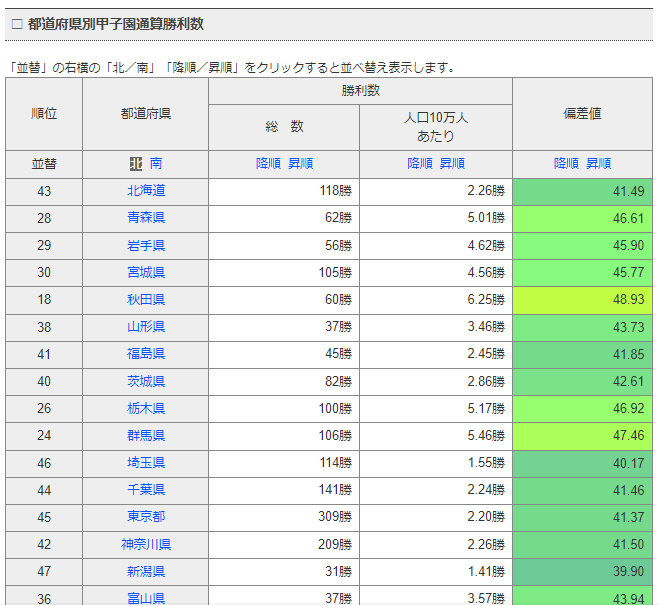 □ 都道府県別甲子園通算勝利数
「並替」の右横の「北／南」「降順／昇順」をクリックすると並べ替え表示します。
順位 都道府県 勝利数 偏差値
総 数 人口10万人あたり
並替 北 南 降順 昇順 降順 昇順 降順 昇順
43 北海道 118勝 2.26勝 41.49
28 青森県 62勝 5.01勝 46.61
29 岩手県 56勝 4.62勝 45.90
30 宮城県 105勝 4.56勝 45.77
18 秋田県 60勝 6.25勝 48.93
38 山形県 37勝 3.46勝 43.73
41 福島県 45勝 2.45勝 41.85
40 茨城県 82勝 2.86勝 42.61
26 栃木県 100勝 5.17勝 46.92
24 群馬県 106勝 5.46勝 47.46
46 埼玉県 114勝 1.55勝 40.17
44 千葉県 141勝 2.24勝 41.46
45 東京都 309勝 2.20勝 41.37
42 神奈川県 209勝 2.26勝 41.50
47 新潟県 31勝 1.41勝 39.90
36 富山県 37勝 3.57勝 43.94